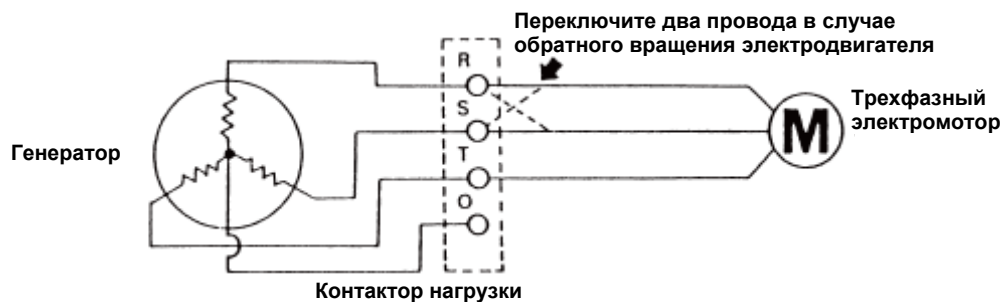 Переключите два провода в случае
обратного вращения электродвигателя
R
S
T
O
Генератор
M
Трехфазный
электромотор
Контактор нагрузки